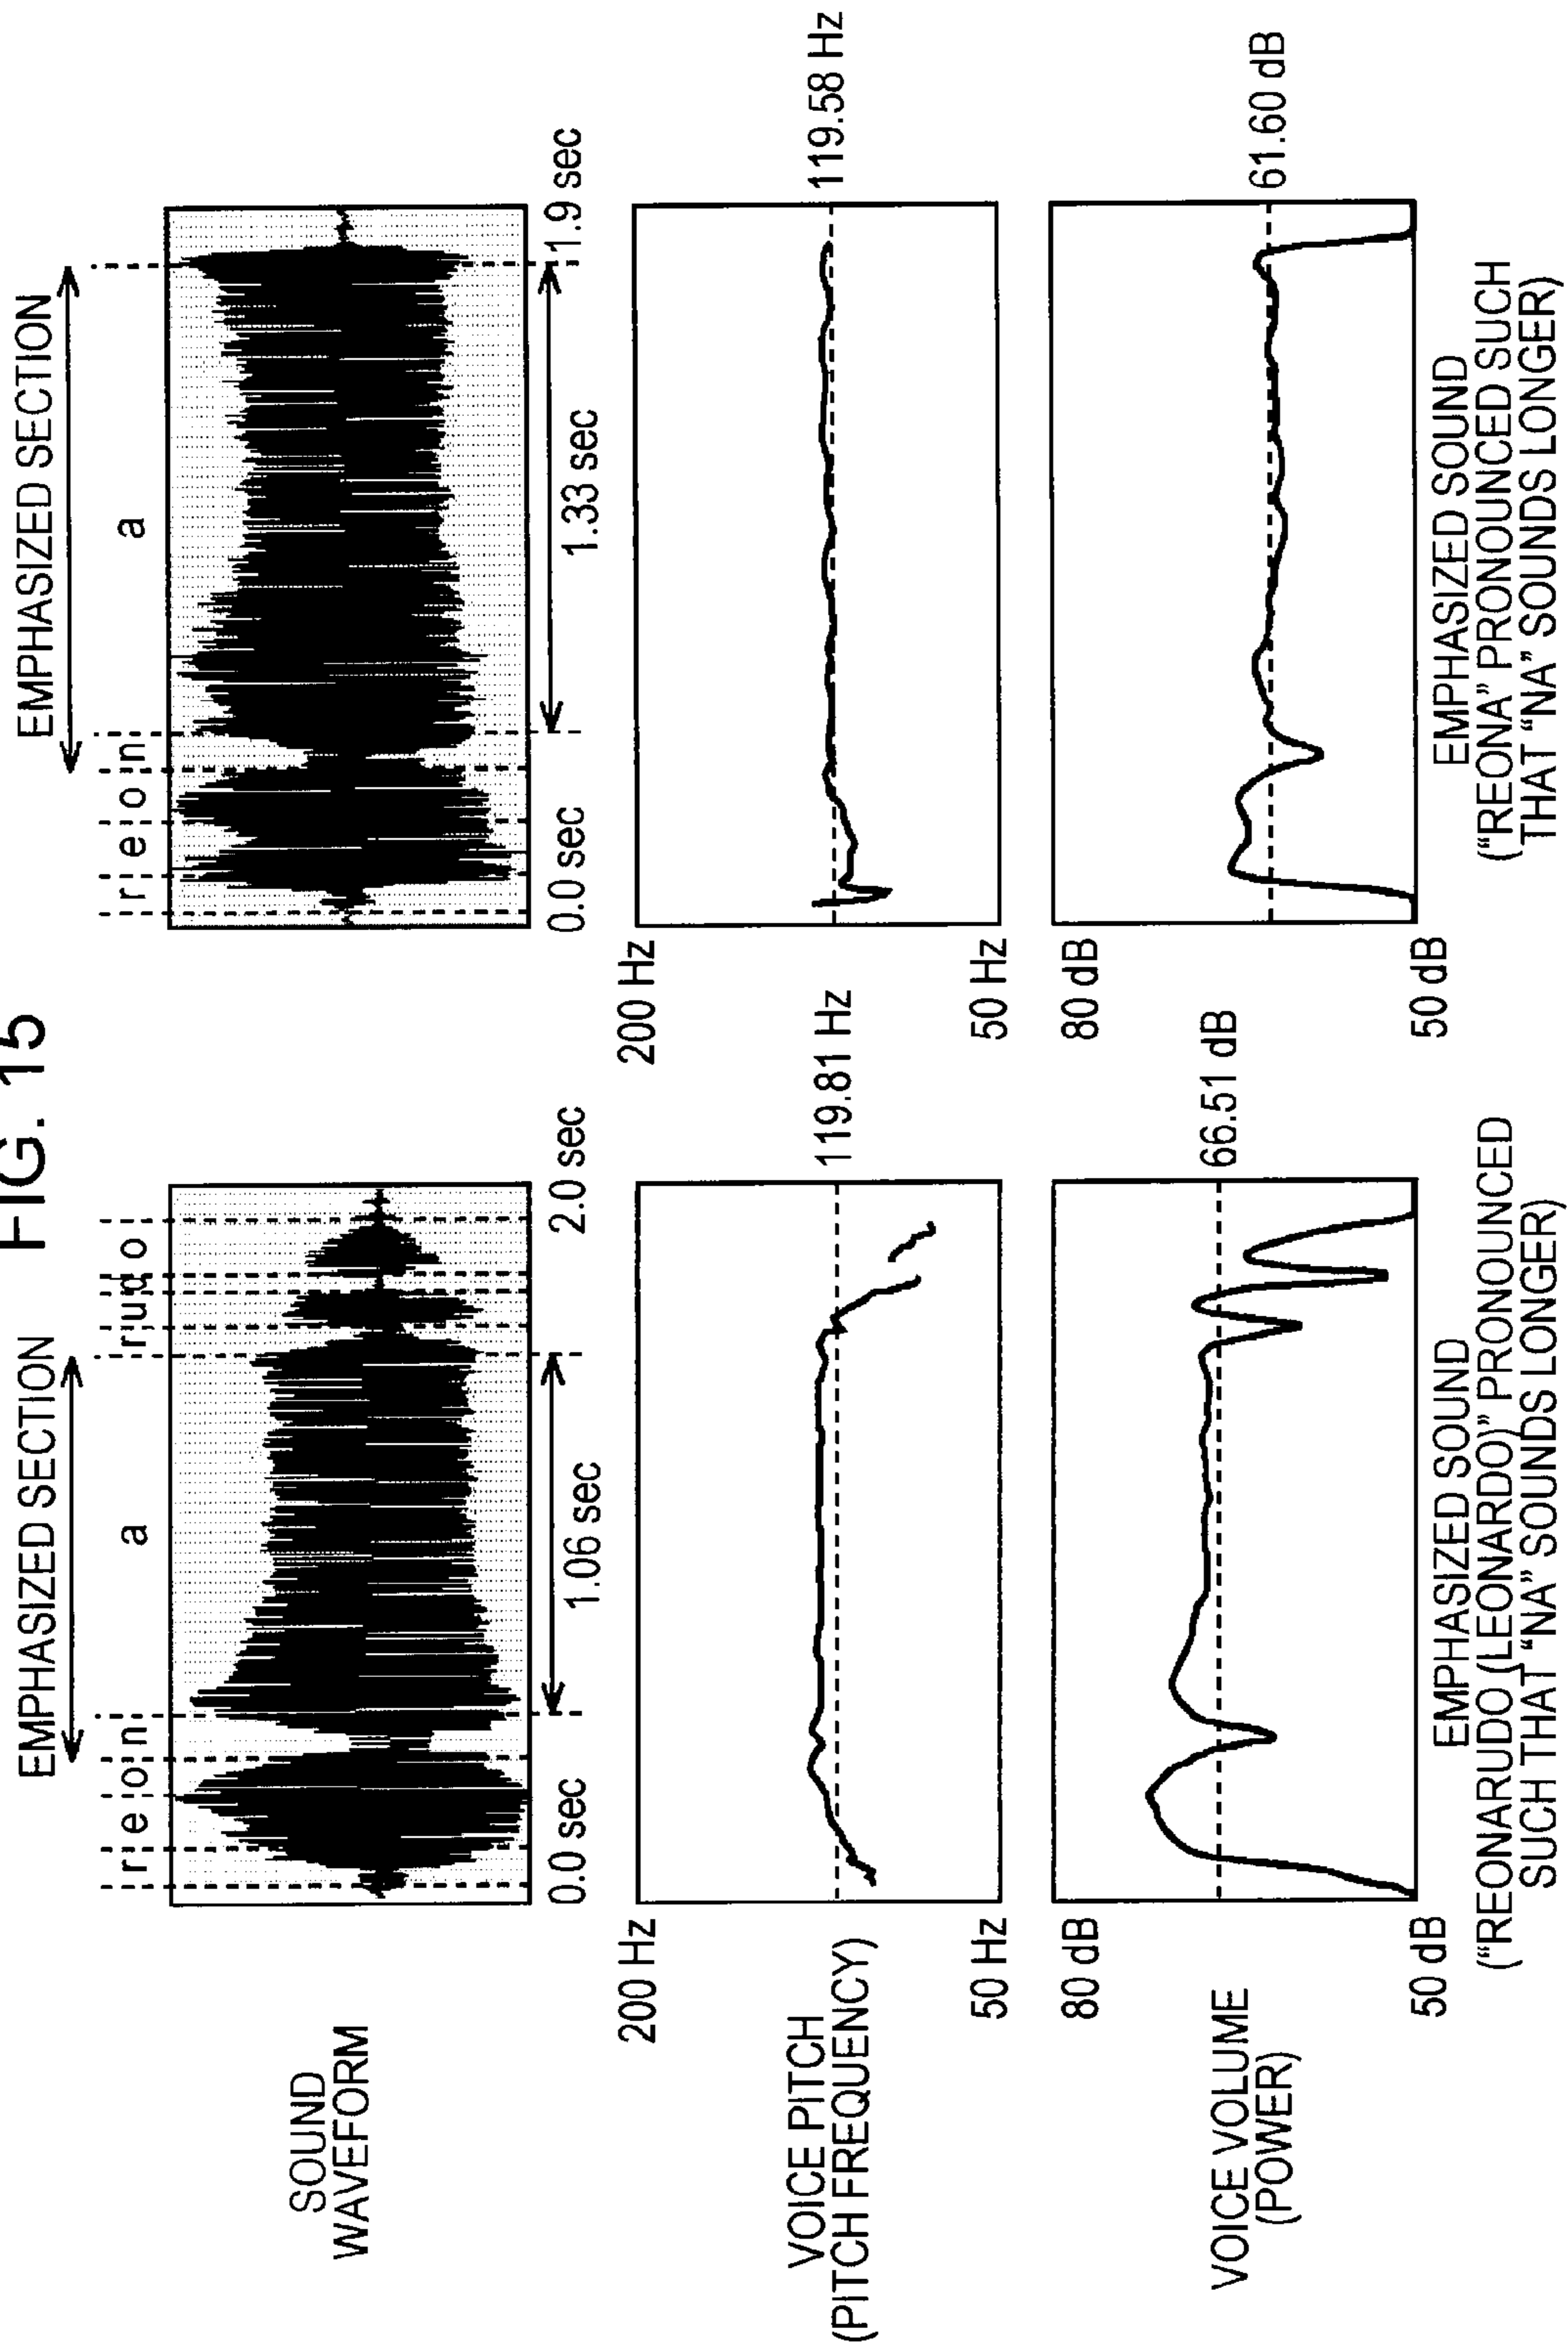 FIG. 15
EMPHASIZED SECTION
r e o n a r u d o
SOUND
WAVEFORM
0.0 sec
1.06 sec
2.0 sec
200 Hz
VOICE PITCH
(PITCH FREQUENCY)
119.81 Hz
50 Hz
80 dB
VOICE VOLUME
(POWER)
66.51 dB
50 dB
EMPHASIZED SOUND
(“REONARUDO (LEONARDO)” PRONOUNCED
SUCH THAT “NA” SOUNDS LONGER)
EMPHASIZED SECTION
r e o n a
0.0 sec
1.33 sec
1.9 sec
200 Hz
119.58 Hz
50 Hz
80 dB
61.60 dB
50 dB
EMPHASIZED SOUND
(“REONA” PRONOUNCED SUCH
THAT “NA” SOUNDS LONGER)